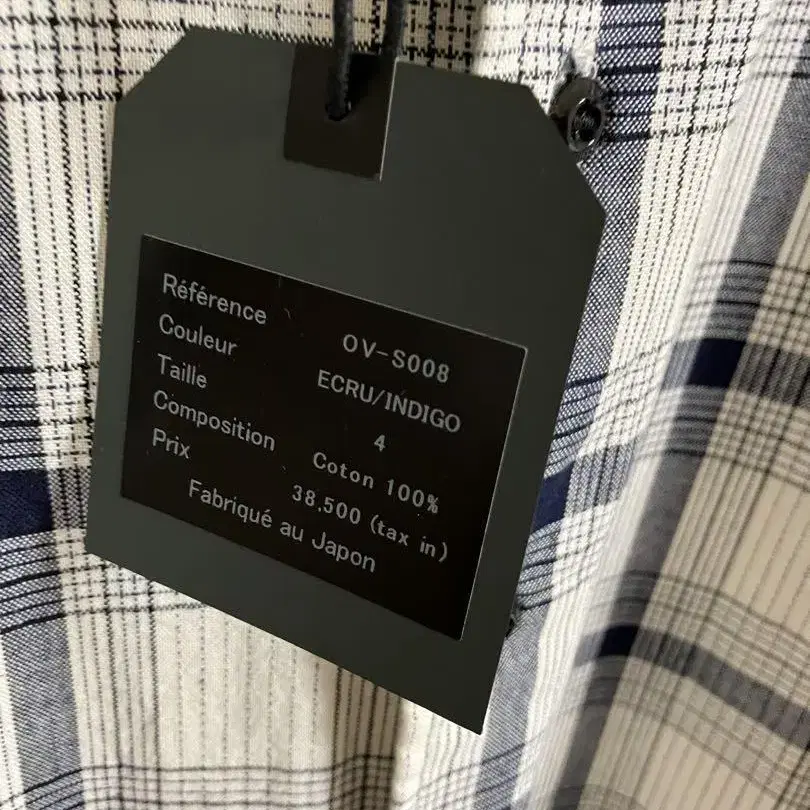 Référence OV-S008
Couleur ECRU/INDIGO
Taille 4
Composition Coton 100%
Prix 38.500 (tax in)
Fabriqué au Japon